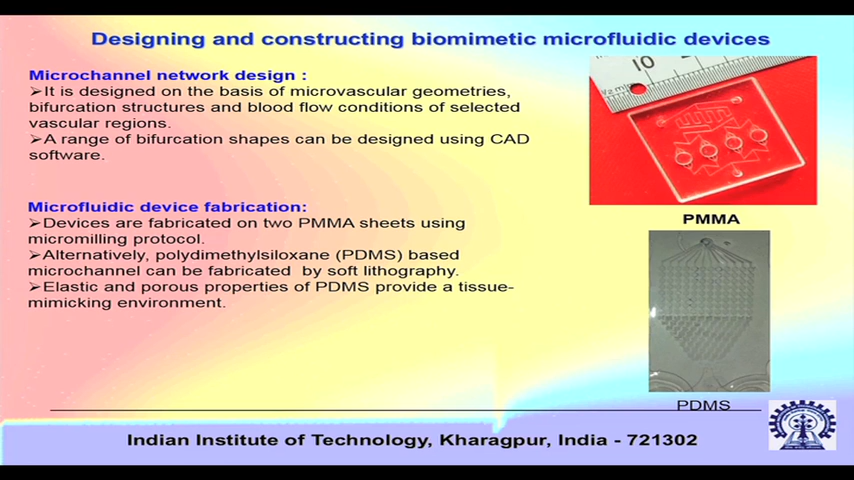 Designing and constructing biomimetic microfluidic devices
Microchannel network design :
➢It is designed on the basis of microvascular geometries,
bifurcation structures and blood flow conditions of selected
vascular regions.
➢A range of bifurcation shapes can be designed using CAD
software.
Microfluidic device fabrication:
➢Devices are fabricated on two PMMA sheets using
micromilling protocol.
➢Alternatively, polydimethylsiloxane (PDMS) based
microchannel can be fabricated by soft lithography.
➢Elastic and porous properties of PDMS provide a tissue-
mimicking environment.
10
PMMA
PDMS
Indian Institute of Technology, Kharagpur, India - 721302